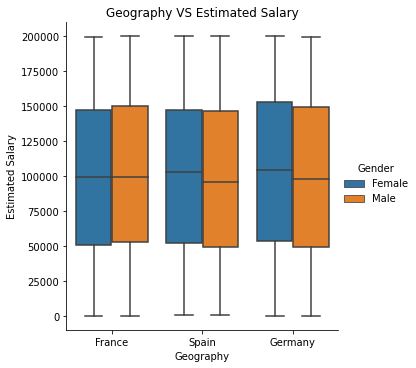 Geography VS Estimated Salary
200000
175000
150000
125000
100000
75000
50000
25000
0
Estimated Salary
France Spain Germany
Geography
Gender
Female
Male